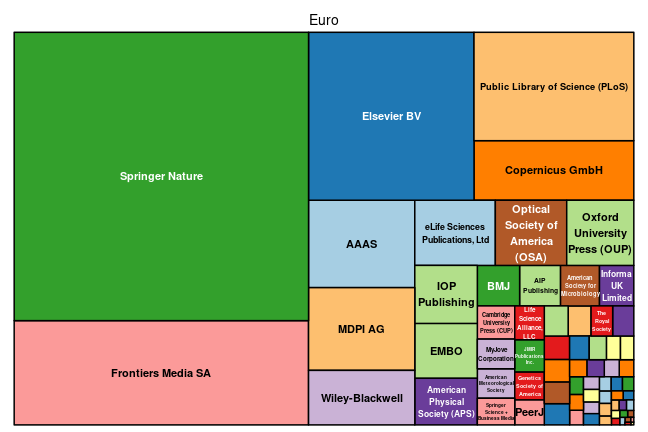 Euro
Springer Nature
Elsevier BV
Public Library of Science (PLoS)
Copernicus GmbH
AAAS
eLife Sciences
Publications, Ltd
Optical
Society of
America
(OSA)
Oxford
University
Press (OUP)
IOP
Publishing
BMJ
AIP
Publishing
American
Society for
Microbiology
Informa
UK
Limited
MDPI AG
Cambridge
University
Press (CUP)
Life
Science
Alliance,
LLC
The
Royal
Society
EMBO
MyJove
Corporation
JMIR
Publications
Inc.
Frontiers Media SA
Wiley-Blackwell
American
Physical
Society (APS)
American
Meteorological
Society
Genetics
Society of
America
Springer
Science +
Business Media
PeerJ